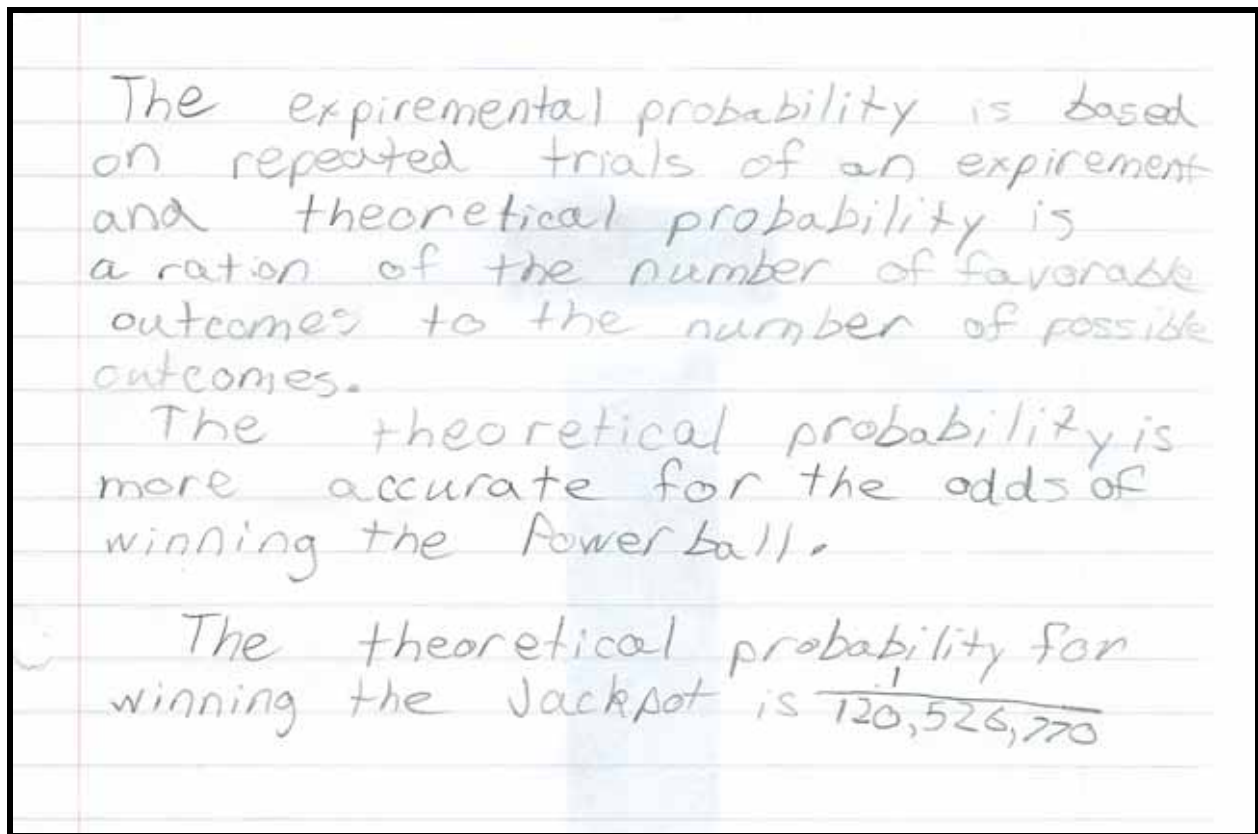 The expiremental probability is based
on repeated trials of an expirement
and theoretical probability is
a ration of the number of favorable
outcomes to the number of possible
outcomes.
The theoretical probability is
more accurate for the odds of
winning the Powerball.
The theoretical probability for
winning the Jackpot is 1/120,526,770